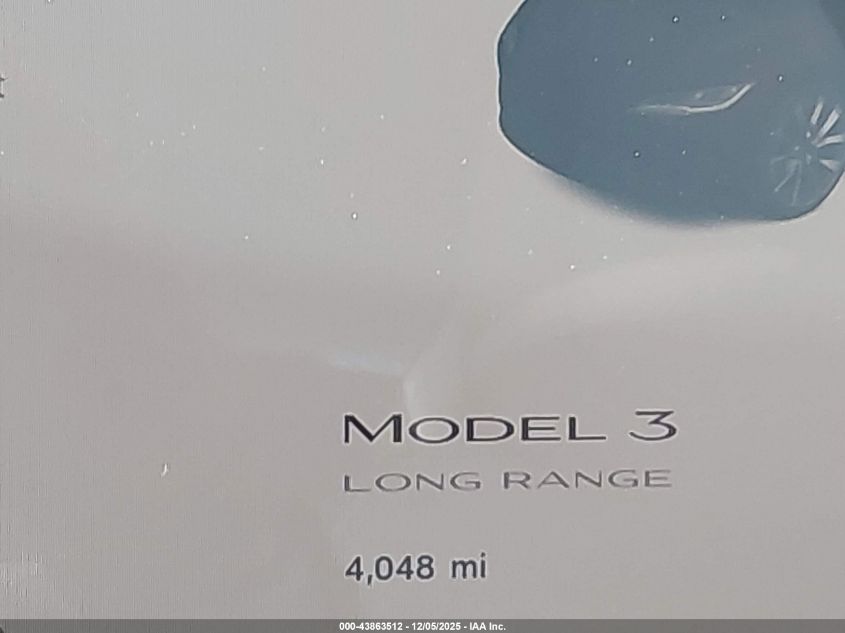 MODEL 3
LONG RANGE
4,048 mi
000-43863512 - 12/05/2025 - IAA Inc.